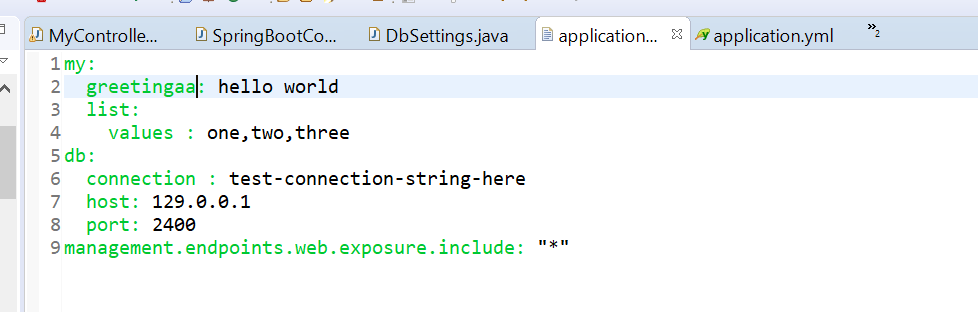 MyControlle... SpringBootCo... DbSettings.java application... application.yml »2
1 my:
2   greetingaa: hello world
3   list:
4     values : one,two,three
5 db:
6   connection : test-connection-string-here
7   host: 129.0.0.1
8   port: 2400
9 management.endpoints.web.exposure.include: "*"